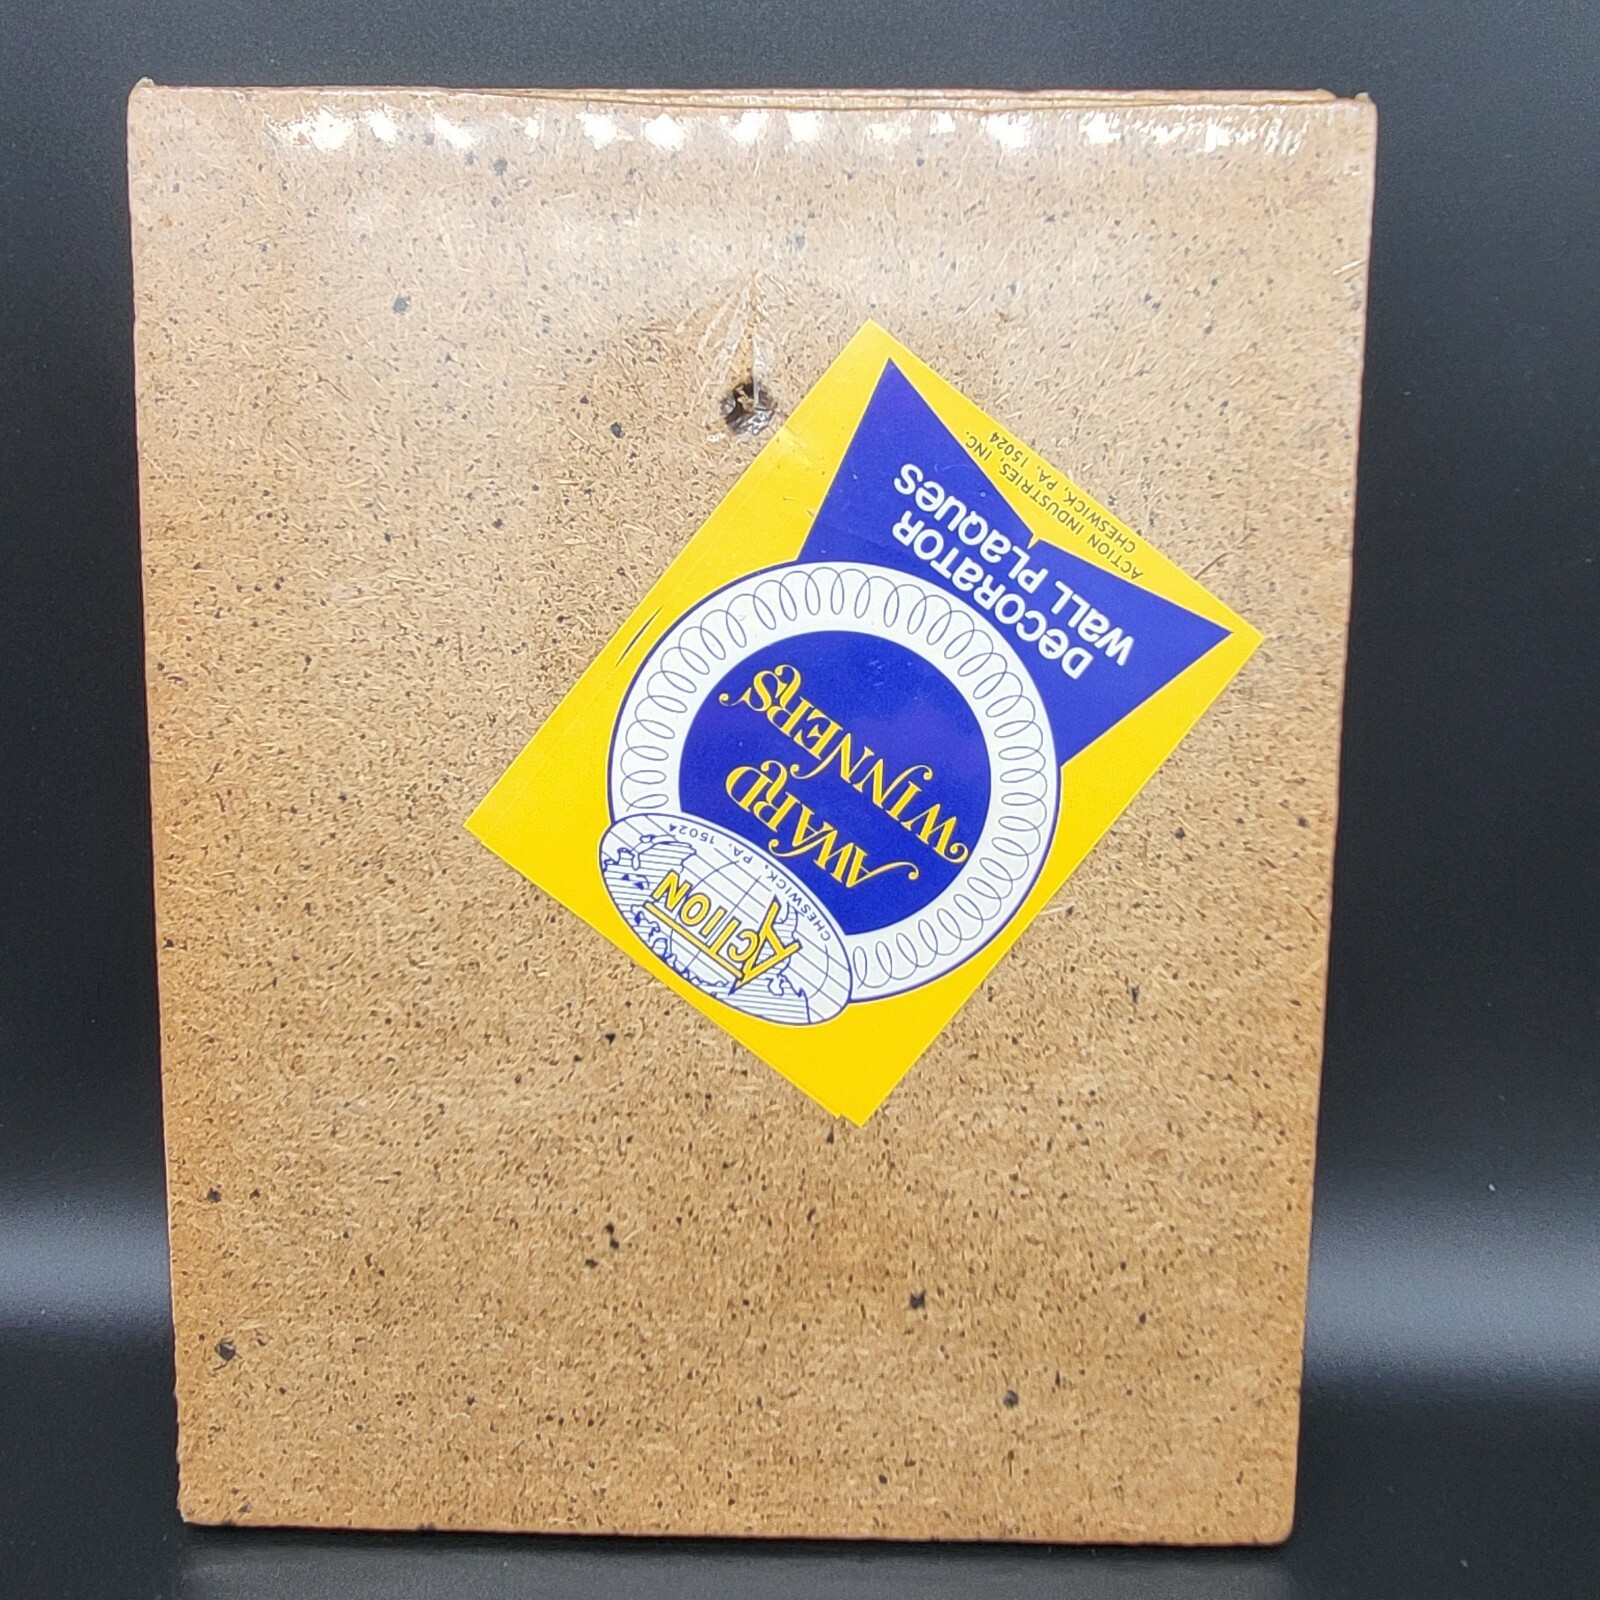 ACTION
CHESWICK, PA. 15024
AWARD
WINNERS
DeCORaTOR
WaLL PLaQUeS
ACTION INDUSTRIES, INC.
CHESWICK, PA. 15024